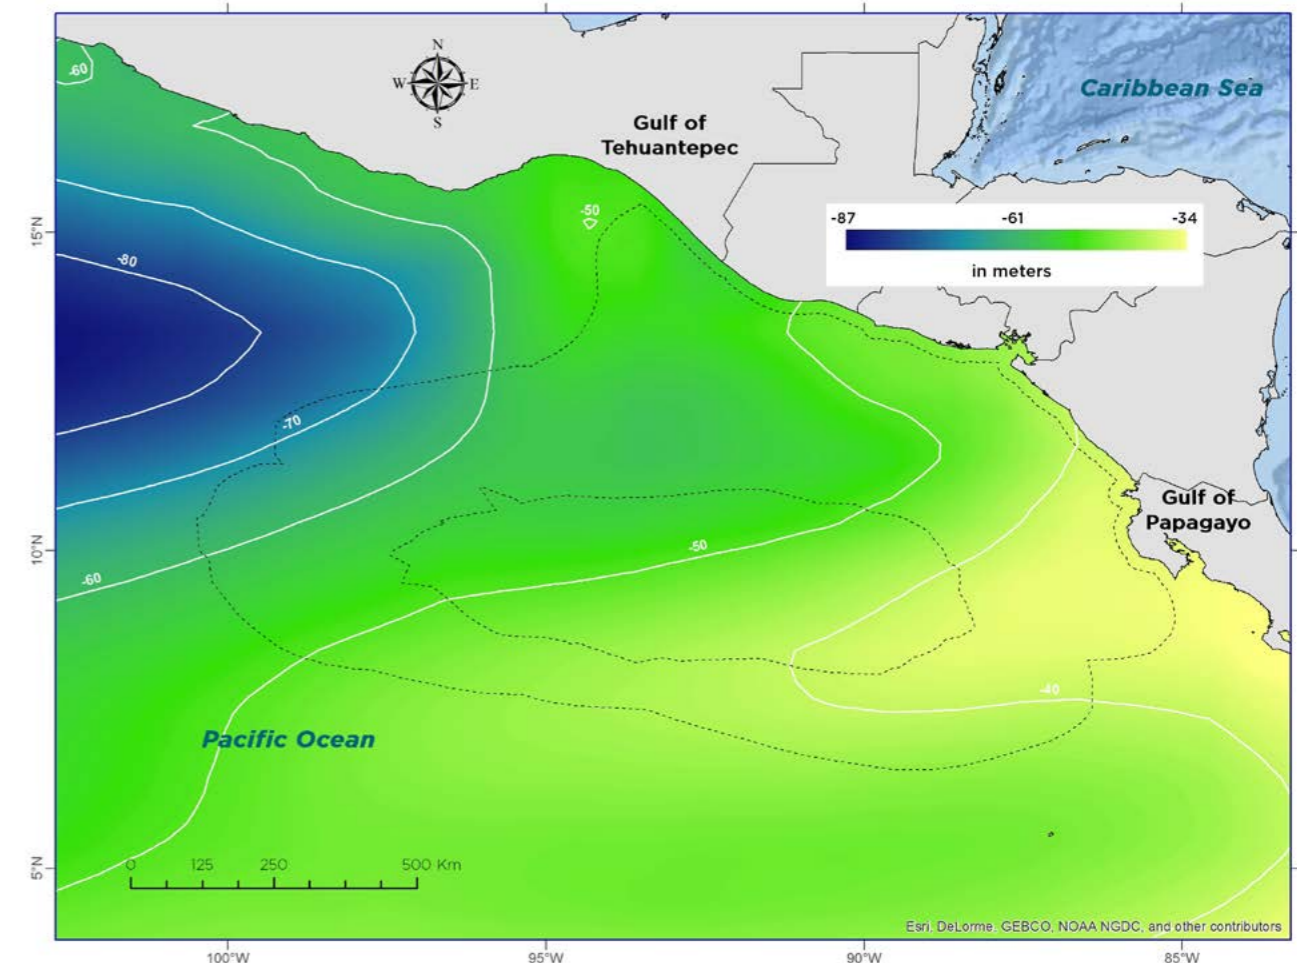 -60
N
W
E
S
Caribbean Sea
Gulf of
Tehuantepec
-50
-87 -61 -34
in meters
15°N
-80
-70
Gulf of
Papagayo
10°N
-50
-60
-40
Pacific Ocean
0 125 250 500 Km
5°N
Esri, DeLorme, GEBCO, NOAA NGDC, and other contributors
100°W 95°W 90°W 85°W